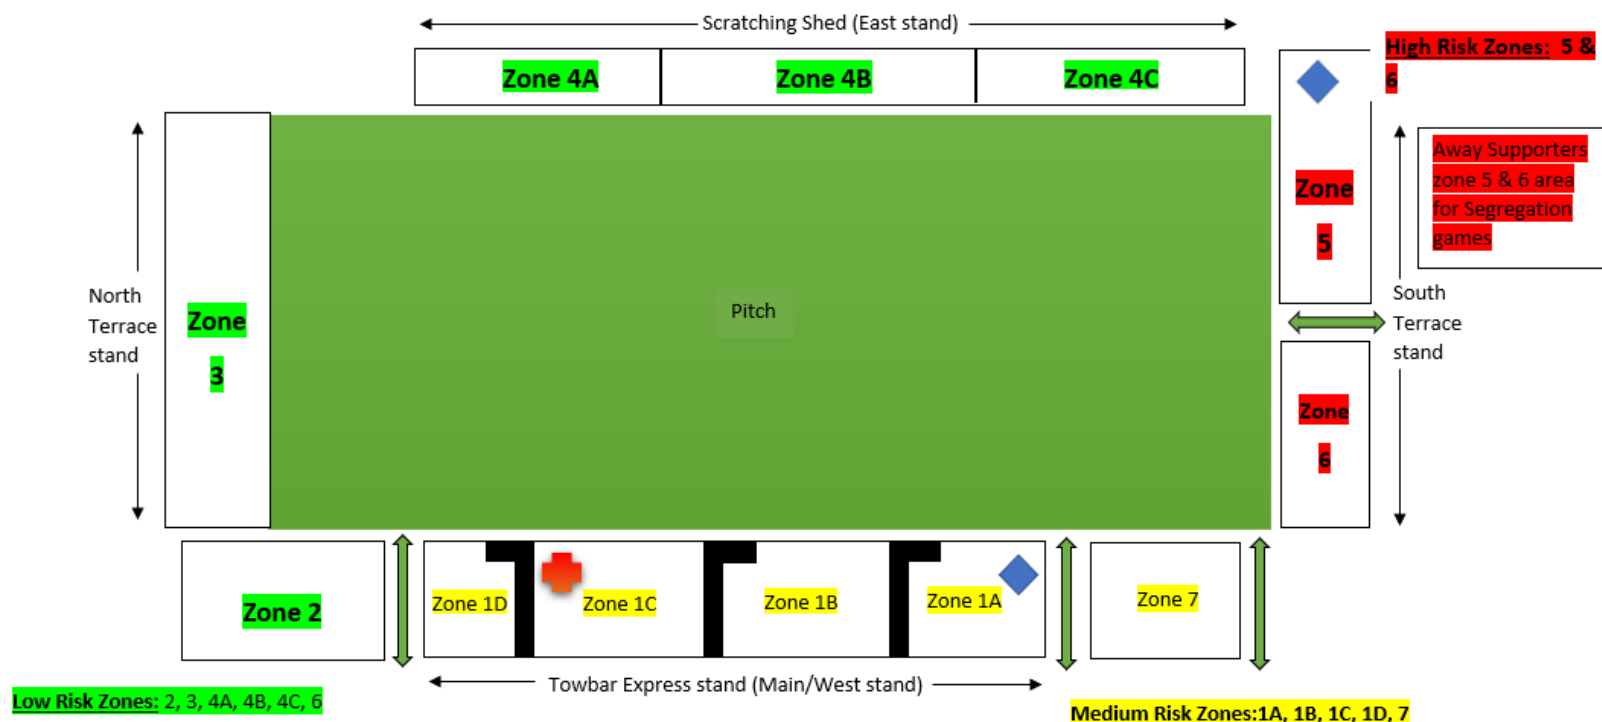 Scratching Shed (East stand)
High Risk Zones: 5 &
6
Zone 4A
Zone 4B
Zone 4C
Away Supporters
zone 5 & 6 area
for Segregation
games
Zone
5
North
Terrace
stand
Zone
3
Pitch
South
Terrace
stand
Zone
6
Zone 2
Zone 1D
Zone 1C
Zone 1B
Zone 1A
Zone 7
Towbar Express stand (Main/West stand)
Low Risk Zones: 2, 3, 4A, 4B, 4C, 6
Medium Risk Zones:1A, 1B, 1C, 1D, 7